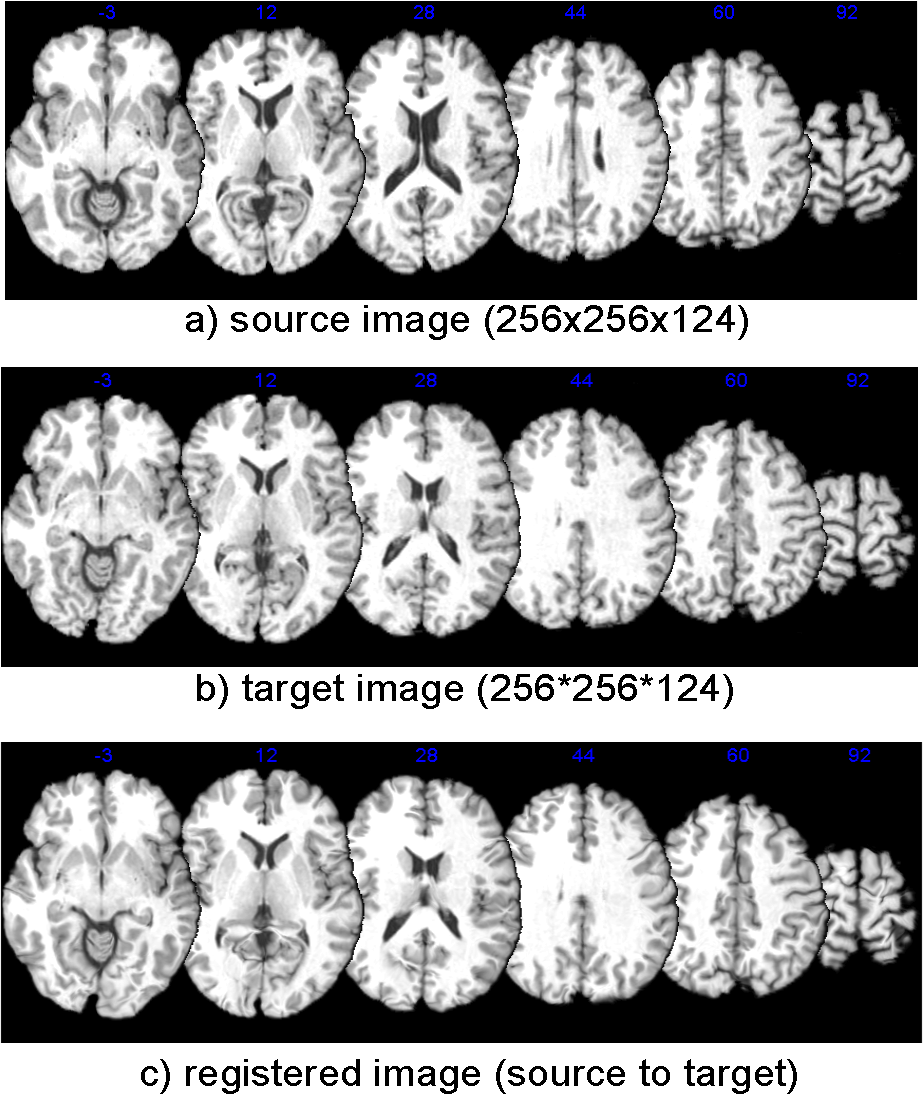 -3 12 28 44 60 92
a) source image (256x256x124)
-3 12 28 44 60 92
b) target image (256*256*124)
-3 12 28 44 60 92
c) registered image (source to target)